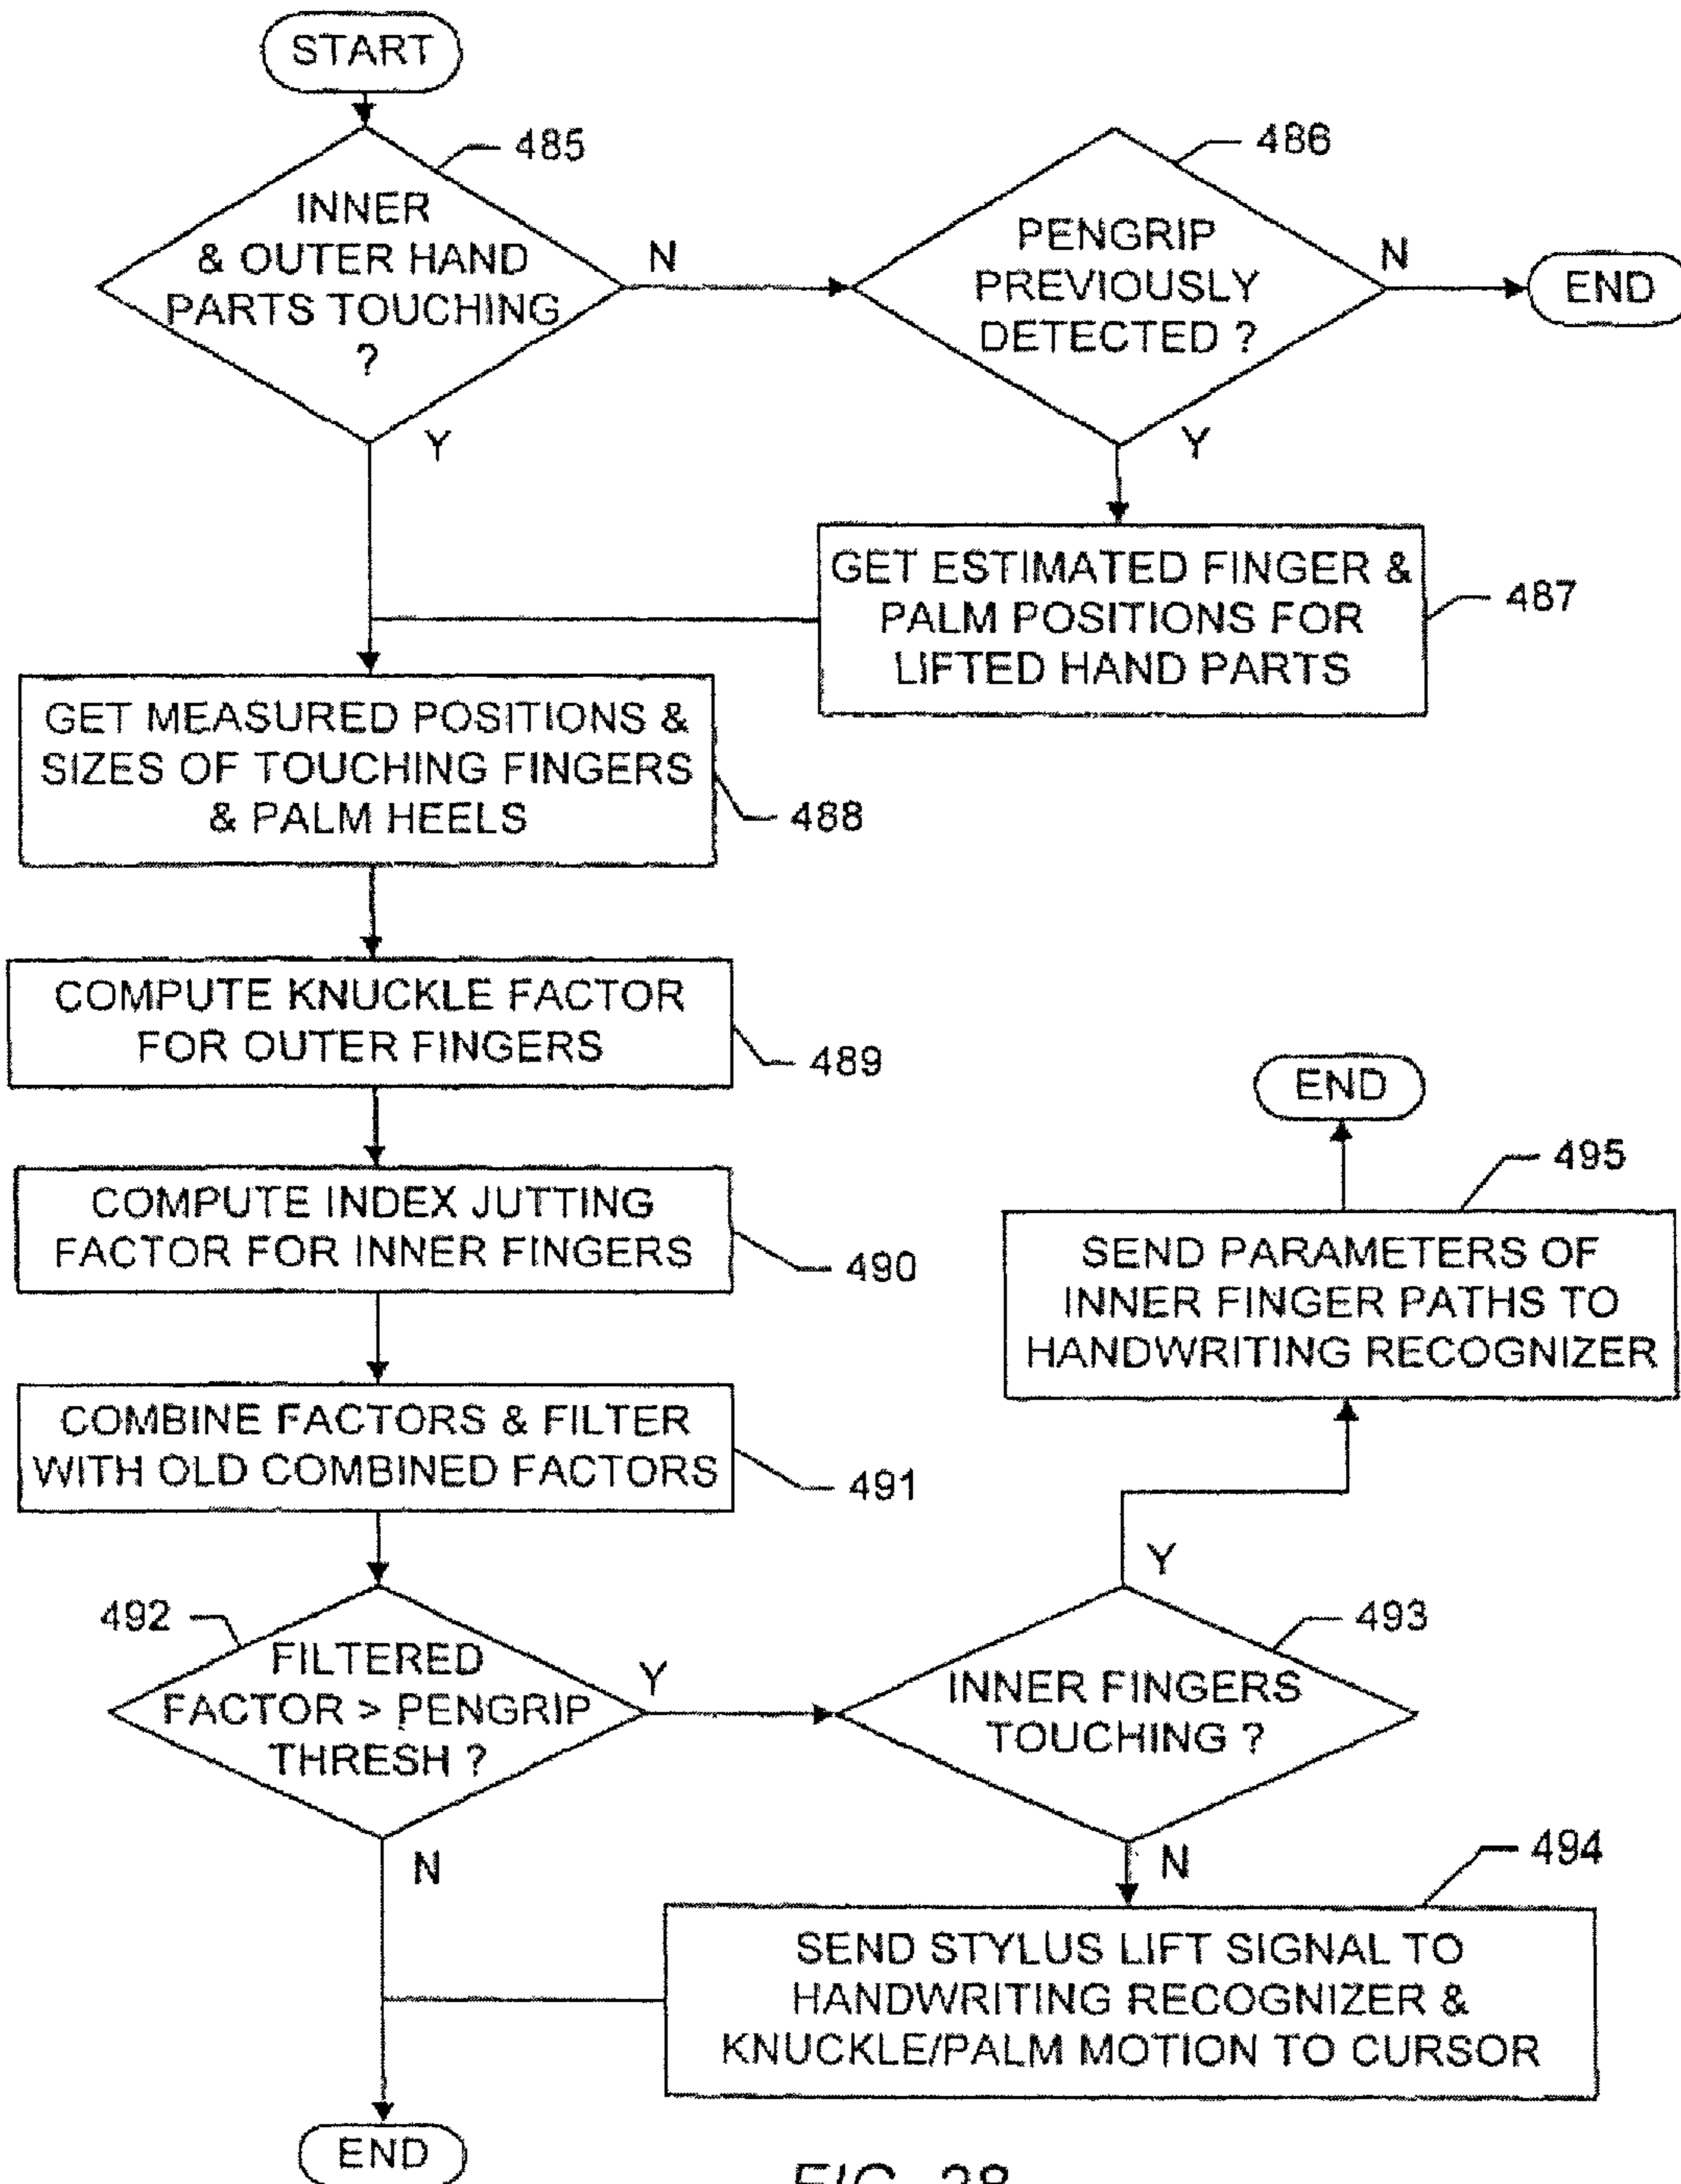 START
485
INNER
& OUTER HAND
PARTS TOUCHING
?
N
Y
486
PENGRIP
PREVIOUSLY
DETECTED ?
N
END
Y
GET ESTIMATED FINGER &
PALM POSITIONS FOR
LIFTED HAND PARTS
487
GET MEASURED POSITIONS &
SIZES OF TOUCHING FINGERS
& PALM HEELS
488
COMPUTE KNUCKLE FACTOR
FOR OUTER FINGERS
489
COMPUTE INDEX JUTTING
FACTOR FOR INNER FINGERS
490
COMBINE FACTORS & FILTER
WITH OLD COMBINED FACTORS
491
492
FILTERED
FACTOR > PENGRIP
THRESH ?
Y
N
493
INNER FINGERS
TOUCHING ?
Y
N
495
SEND PARAMETERS OF
INNER FINGER PATHS TO
HANDWRITING RECOGNIZER
END
494
SEND STYLUS LIFT SIGNAL TO
HANDWRITING RECOGNIZER &
KNUCKLE/PALM MOTION TO CURSOR
END
FIG. 38